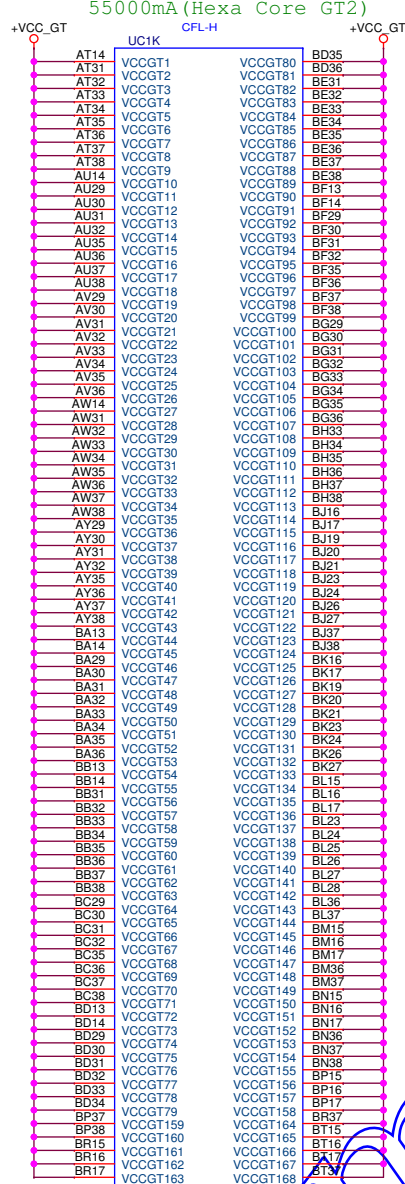 55000mA(Hexa Core GT2)
+VCC_GT CFL-H +VCC_GT
UC1K
AT14 VCCGT1 VCCGT80 BD35
AT31 VCCGT2 VCCGT81 BD36
AT32 VCCGT3 VCCGT82 BE31
AT33 VCCGT4 VCCGT83 BE32
AT34 VCCGT5 VCCGT84 BE33
AT35 VCCGT6 VCCGT85 BE34
AT36 VCCGT7 VCCGT86 BE35
AT37 VCCGT8 VCCGT87 BE36
AT38 VCCGT9 VCCGT88 BE37
AU14 VCCGT10 VCCGT89 BE38
AU29 VCCGT11 VCCGT90 BF13
AU30 VCCGT12 VCCGT91 BF14
AU31 VCCGT13 VCCGT92 BF29
AU32 VCCGT14 VCCGT93 BF30
AU35 VCCGT15 VCCGT94 BF31
AU36 VCCGT16 VCCGT95 BF32
AU37 VCCGT17 VCCGT96 BF35
AU38 VCCGT18 VCCGT97 BF36
AV29 VCCGT19 VCCGT98 BF37
AV30 VCCGT20 VCCGT99 BF38
AV31 VCCGT21 VCCGT100 BG29
AV32 VCCGT22 VCCGT101 BG30
AV33 VCCGT23 VCCGT102 BG31
AV34 VCCGT24 VCCGT103 BG32
AV35 VCCGT25 VCCGT104 BG33
AV36 VCCGT26 VCCGT105 BG34
AW14 VCCGT27 VCCGT106 BG35
AW31 VCCGT28 VCCGT107 BG36
AW32 VCCGT29 VCCGT108 BH33
AW33 VCCGT30 VCCGT109 BH34
AW34 VCCGT31 VCCGT110 BH35
AW35 VCCGT32 VCCGT111 BH36
AW36 VCCGT33 VCCGT112 BH37
AW37 VCCGT34 VCCGT113 BH38
AW38 VCCGT35 VCCGT114 BJ16
AY29 VCCGT36 VCCGT115 BJ17
AY30 VCCGT37 VCCGT116 BJ19
AY31 VCCGT38 VCCGT117 BJ20
AY32 VCCGT39 VCCGT118 BJ21
AY35 VCCGT40 VCCGT119 BJ23
AY36 VCCGT41 VCCGT120 BJ24
AY37 VCCGT42 VCCGT121 BJ26
AY38 VCCGT43 VCCGT122 BJ27
BA13 VCCGT44 VCCGT123 BJ37
BA14 VCCGT45 VCCGT124 BJ38
BA29 VCCGT46 VCCGT125 BK16
BA30 VCCGT47 VCCGT126 BK17
BA31 VCCGT48 VCCGT127 BK19
BA32 VCCGT49 VCCGT128 BK20
BA33 VCCGT50 VCCGT129 BK21
BA34 VCCGT51 VCCGT130 BK23
BA35 VCCGT52 VCCGT131 BK24
BA36 VCCGT53 VCCGT132 BK26
BB13 VCCGT54 VCCGT133 BK27
BB14 VCCGT55 VCCGT134 BL15
BB31 VCCGT56 VCCGT135 BL16
BB32 VCCGT57 VCCGT136 BL17
BB33 VCCGT58 VCCGT137 BL23
BB34 VCCGT59 VCCGT138 BL24
BB35 VCCGT60 VCCGT139 BL25
BB36 VCCGT61 VCCGT140 BL26
BB37 VCCGT62 VCCGT141 BL27
BB38 VCCGT63 VCCGT142 BL28
BC29 VCCGT64 VCCGT143 BL36
BC30 VCCGT65 VCCGT144 BL37
BC31 VCCGT66 VCCGT145 BM15
BC32 VCCGT67 VCCGT146 BM16
BC35 VCCGT68 VCCGT147 BM17
BC36 VCCGT69 VCCGT148 BM36
BC37 VCCGT70 VCCGT149 BM37
BC38 VCCGT71 VCCGT150 BN15
BD13 VCCGT72 VCCGT151 BN16
BD14 VCCGT73 VCCGT152 BN17
BD29 VCCGT74 VCCGT153 BN36
BD30 VCCGT75 VCCGT154 BN37
BD31 VCCGT76 VCCGT155 BN38
BD32 VCCGT77 VCCGT156 BP15
BD33 VCCGT78 VCCGT157 BP16
BD34 VCCGT79 VCCGT158 BP17
BP37 VCCGT159 VCCGT164 BR37
BP38 VCCGT160 VCCGT165 BT15
BR15 VCCGT161 VCCGT166 BT16
BR16 VCCGT162 VCCGT167 BT17
BR17 VCCGT163 VCCGT168 BT37